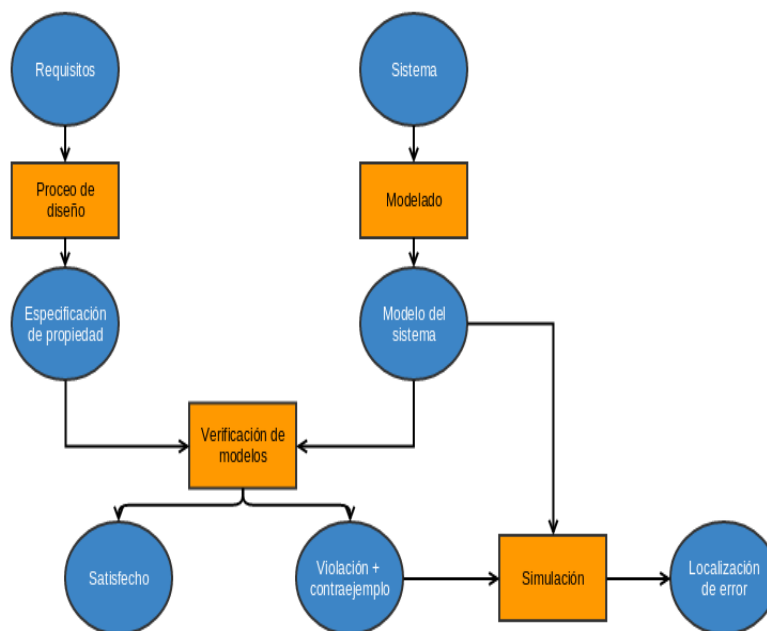 Requisitos
Sistema
Proceo de
diseño
Modelado
Especificación
de propiedad
Modelo del
sistema
Verificación de
modelos
Satisfecho
Violación +
contraejemplo
Simulación
Localización
de error